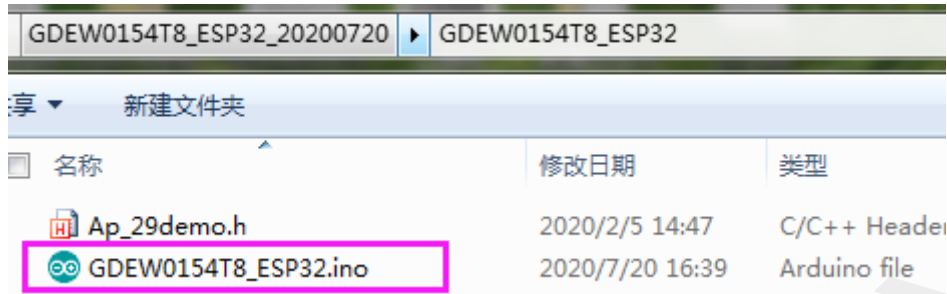 GDEW0154T8_ESP32_20200720 GDEW0154T8_ESP32
享 新建文件夹
名称 修改日期 类型
Ap_29demo.h 2020/2/5 14:47 C/C++ Header
GDEW0154T8_ESP32.ino 2020/7/20 16:39 Arduino file